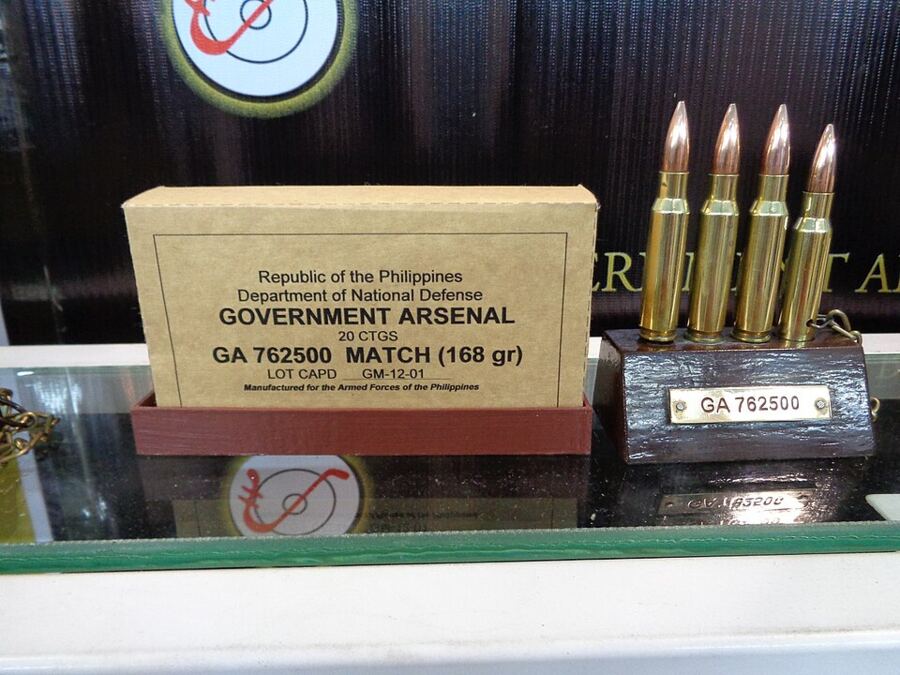 Republic of the Philippines
Department of National Defense
GOVERNMENT ARSENAL
20 CTGS
GA 762500 MATCH (168 gr)
LOT CAPD GM-12-01
Manufactured for the Armed Forces of the Philippines
GA 762500